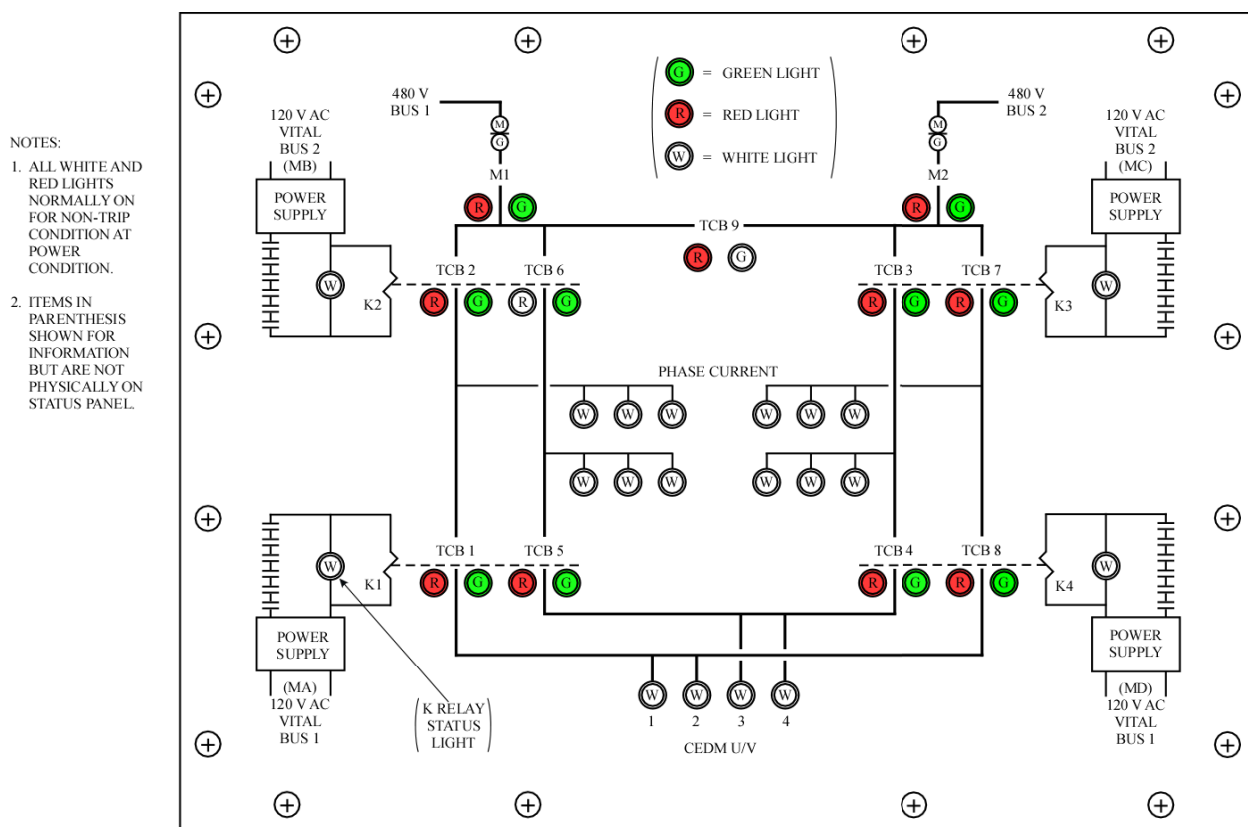 NOTES:
1. ALL WHITE AND
RED LIGHTS
NORMALLY ON
FOR NON-TRIP
CONDITION AT
POWER
CONDITION.
2. ITEMS IN
PARENTHESIS
SHOWN FOR
INFORMATION
BUT ARE NOT
PHYSICALLY ON
STATUS PANEL.
G = GREEN LIGHT
R = RED LIGHT
W = WHITE LIGHT
480 V
BUS 1
M
G
M1
480 V
BUS 2
M
G
M2
120 V AC
VITAL
BUS 2
(MB)
POWER
SUPPLY
W
K2
120 V AC
VITAL
BUS 2
(MC)
POWER
SUPPLY
W
K3
R G
R G
TCB 9
R G
TCB 2 TCB 6
R G R G
TCB 3 TCB 7
R G R G
PHASE CURRENT
W W W W W W
W W W W W W
TCB 1 TCB 5
R G R G
TCB 4 TCB 8
R G R G
W
K1
POWER
SUPPLY
(MA)
120 V AC
VITAL
BUS 1
W
K4
POWER
SUPPLY
(MD)
120 V AC
VITAL
BUS 1
(K RELAY
STATUS
LIGHT)
W W W W
1 2 3 4
CEDM U/V